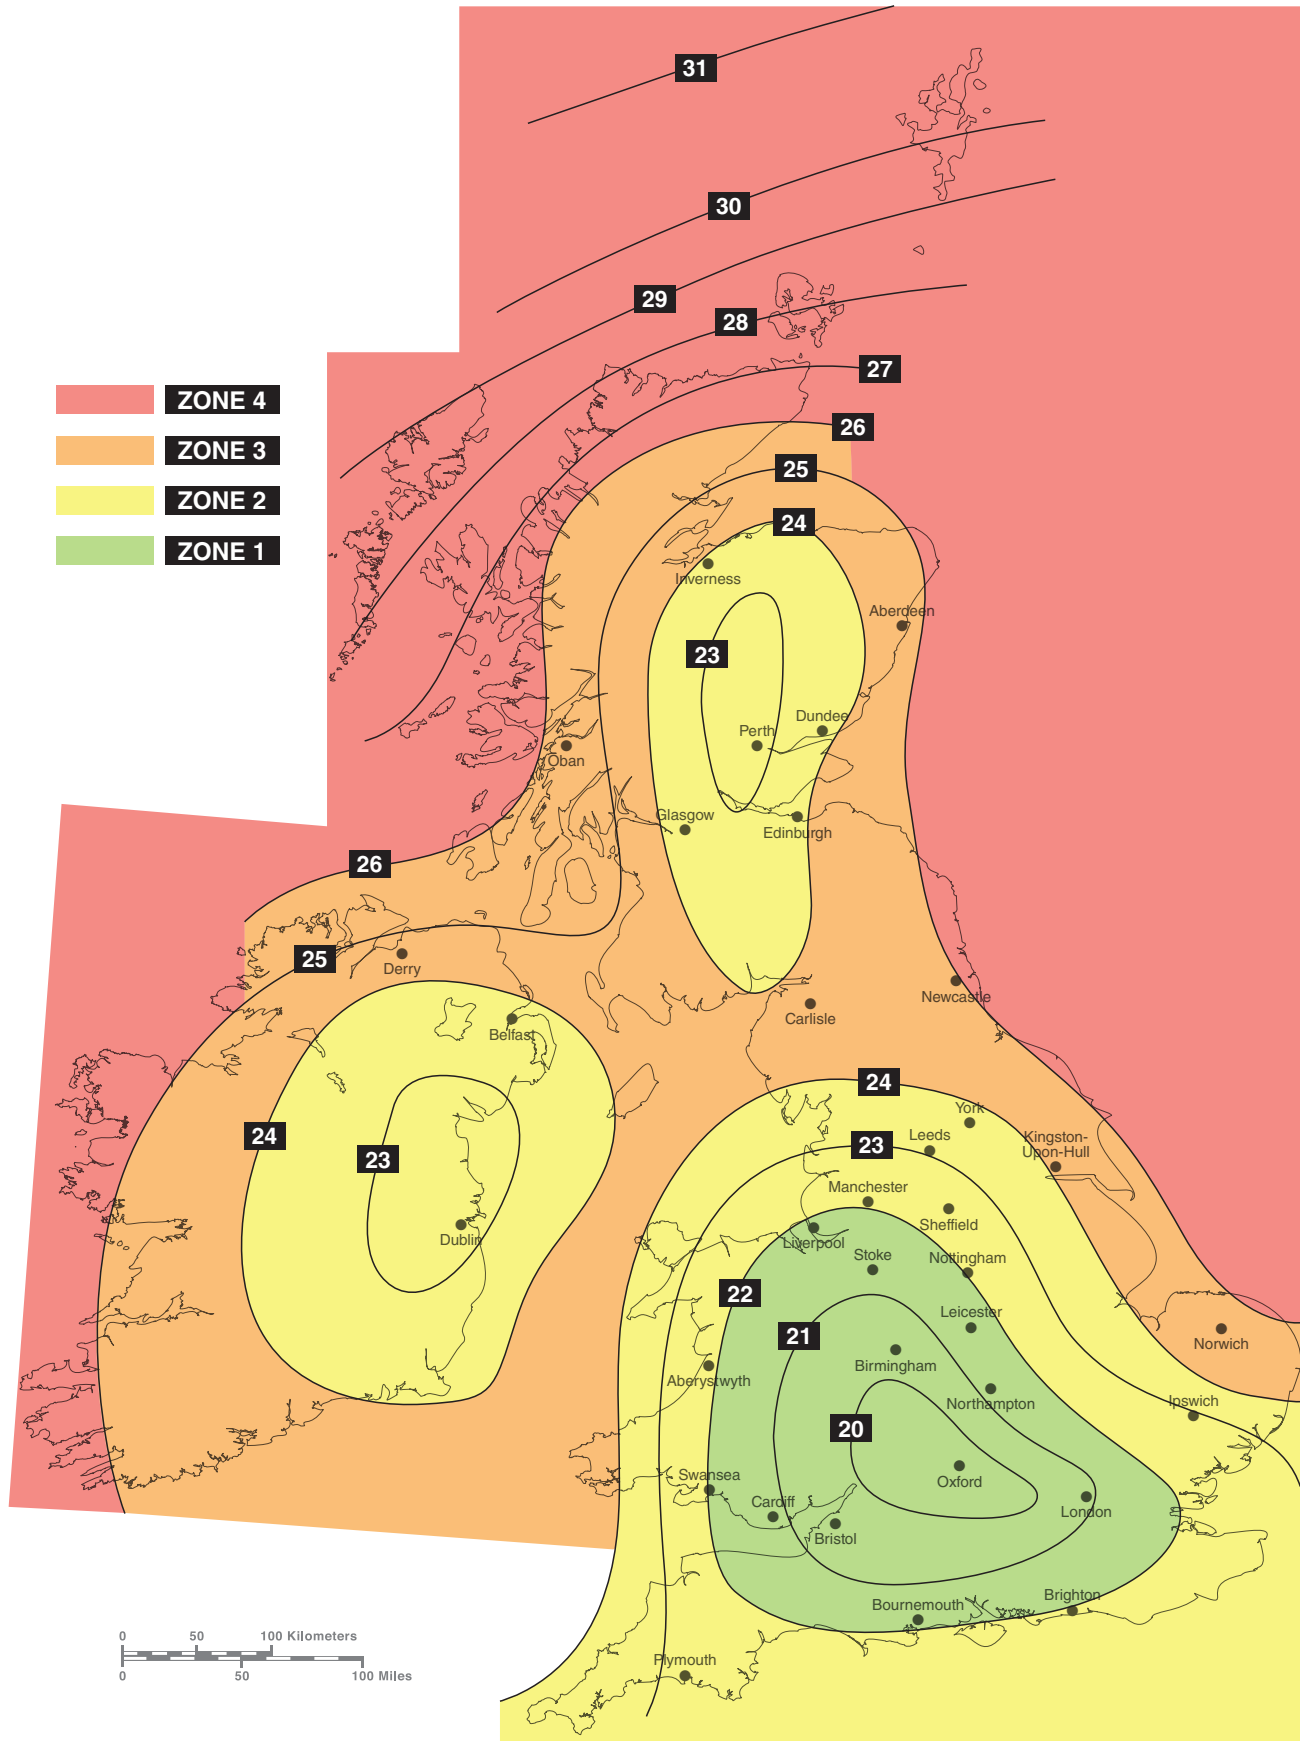 31
30
29
28
27
26
25
24
ZONE 4
ZONE 3
ZONE 2
ZONE 1
Inverness
Aberdeen
23
Dundee
Perth
Oban
Glasgow
Edinburgh
26
25
Derry
Newcastle
Carlisle
Belfast
24
York
Leeds
Kingston-
Upon-Hull
24
23
23
Manchester
Sheffield
Dublin
Liverpool
Stoke
Nottingham
22
Leicester
21
Norwich
Birmingham
Aberystwyth
Northampton
Ipswich
20
Swansea
Oxford
Cardiff
London
Bristol
Bournemouth
Brighton
Plymouth
0 50 100 Kilometers
0 50 100 Miles